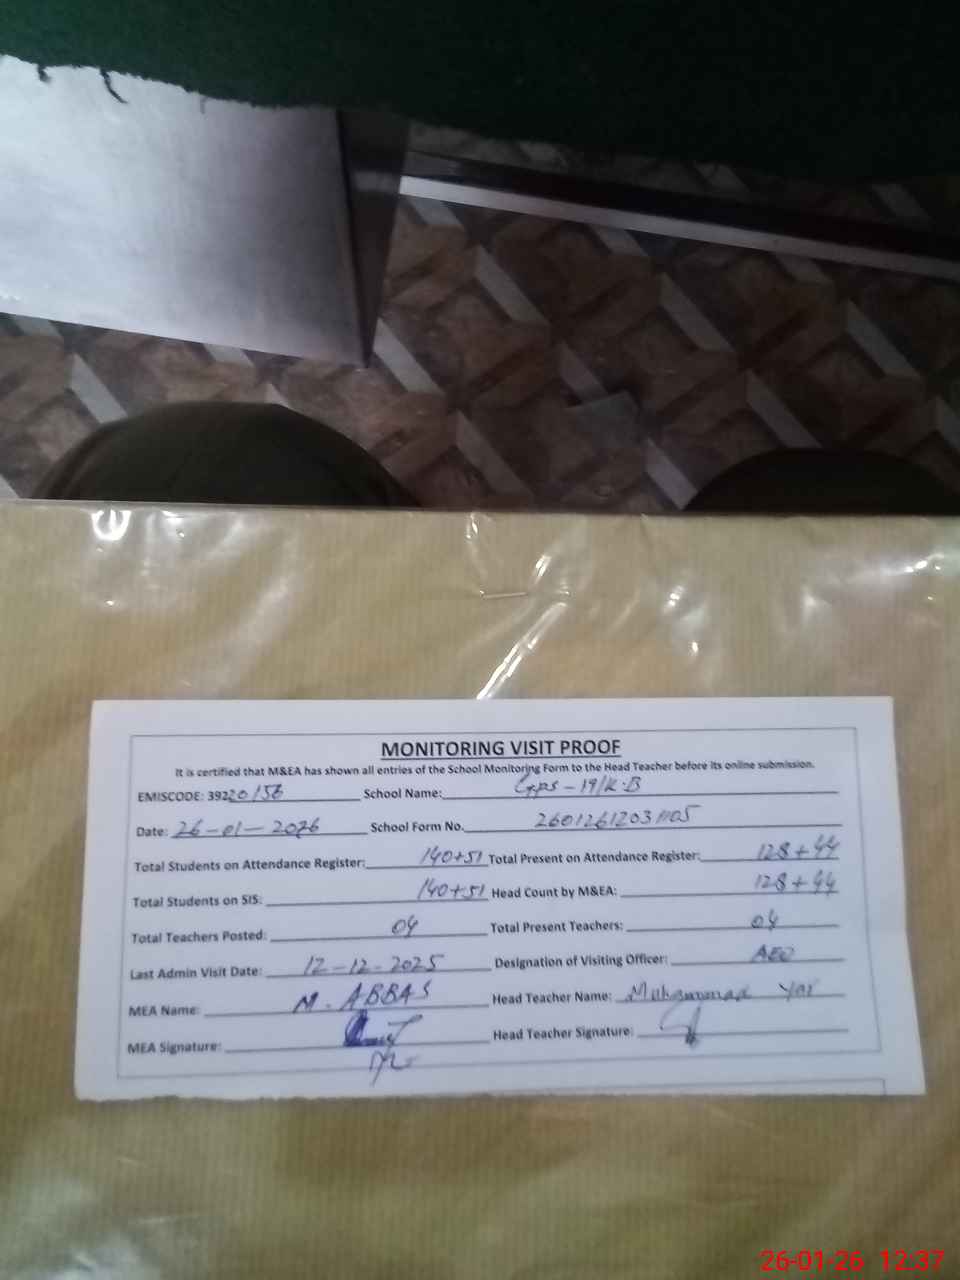 MONITORING VISIT PROOF
It is certified that M&EA has shown all entries of the School Monitoring Form to the Head Teacher before its online submission.
EMISCODE: 39220156 School Name: Gps - 19/K.B
Date: 26-01-2026 School Form No. 26012612031105
Total Students on Attendance Register: 140+51 Total Present on Attendance Register: 128+44
Total Students on SIS: 140+51 Head Count by M&EA: 128+44
Total Teachers Posted: 04 Total Present Teachers: 04
Last Admin Visit Date: 12-12-2025 Designation of Visiting Officer: AEO
MEA Name: M. ABBAS Head Teacher Name: Muhammad Yar
MEA Signature: Head Teacher Signature:
26-01-26 12:37